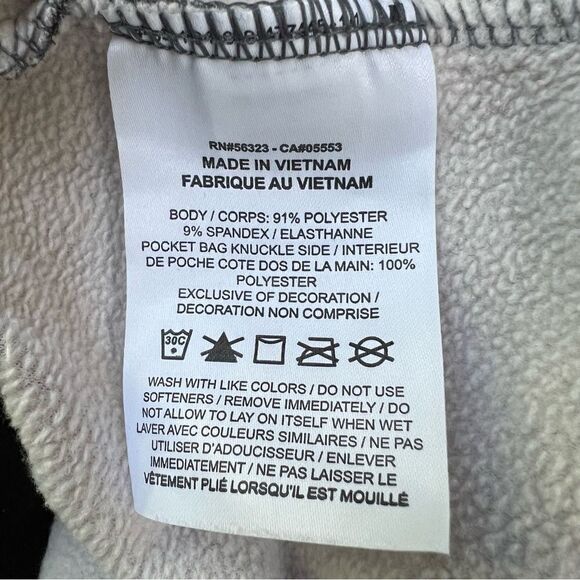 RN#56323 - CA#05553
MADE IN VIETNAM
FABRIQUE AU VIETNAM
BODY / CORPS: 91% POLYESTER
9% SPANDEX / ELASTHANNE
POCKET BAG KNUCKLE SIDE / INTERIEUR
DE POCHE COTE DOS DE LA MAIN: 100%
POLYESTER
EXCLUSIVE OF DECORATION /
DECORATION NON COMPRISE
30C
WASH WITH LIKE COLORS / DO NOT USE
SOFTENERS / REMOVE IMMEDIATELY / DO
NOT ALLOW TO LAY ON ITSELF WHEN WET
LAVER AVEC COULEURS SIMILAIRES / NE PAS
UTILISER D'ADOUCISSEUR / ENLEVER
IMMEDIATEMENT / NE PAS LAISSER LE
VÊTEMENT PLIÉ LORSQU'IL EST MOUILLÉ